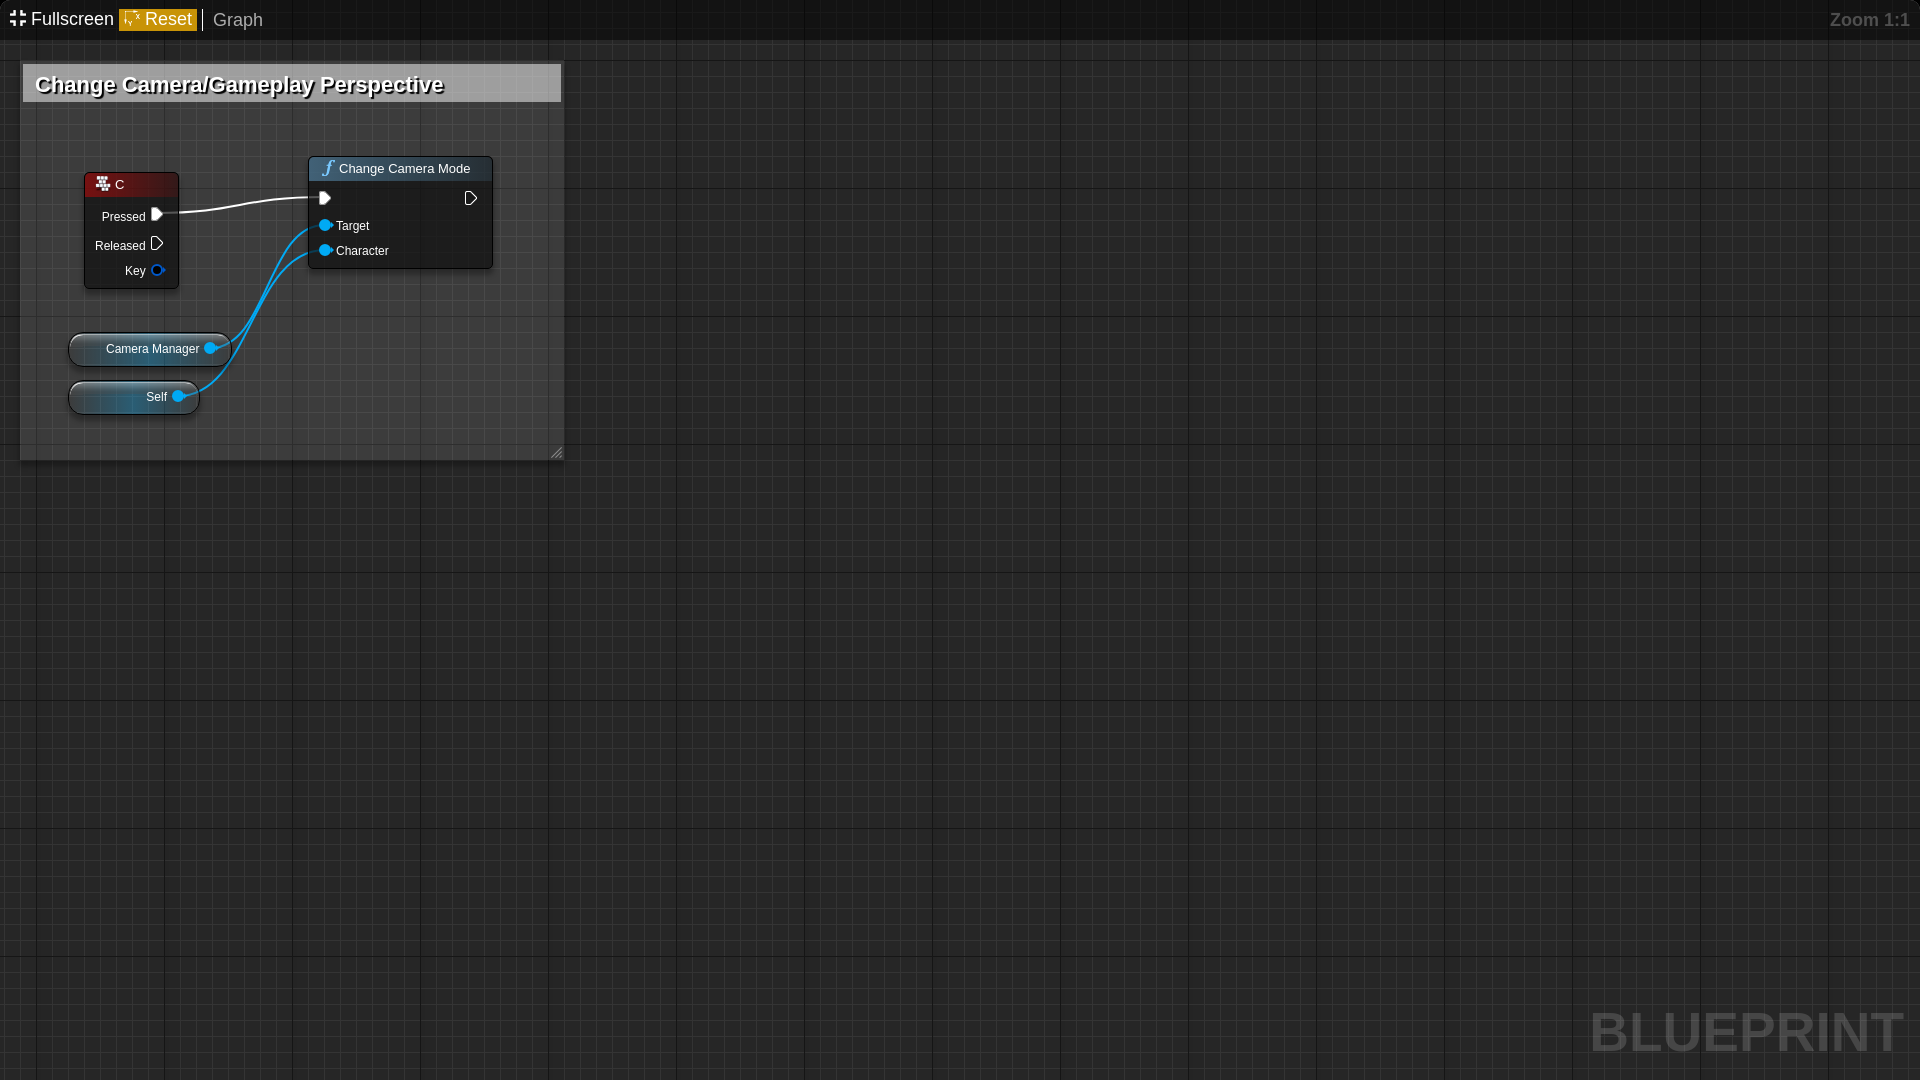 Fullscreen Reset Graph Zoom 1:1
Change Camera/Gameplay Perspective
C
Pressed
Released
Key
Change Camera Mode
Target
Character
Camera Manager
Self
BLUEPRINT